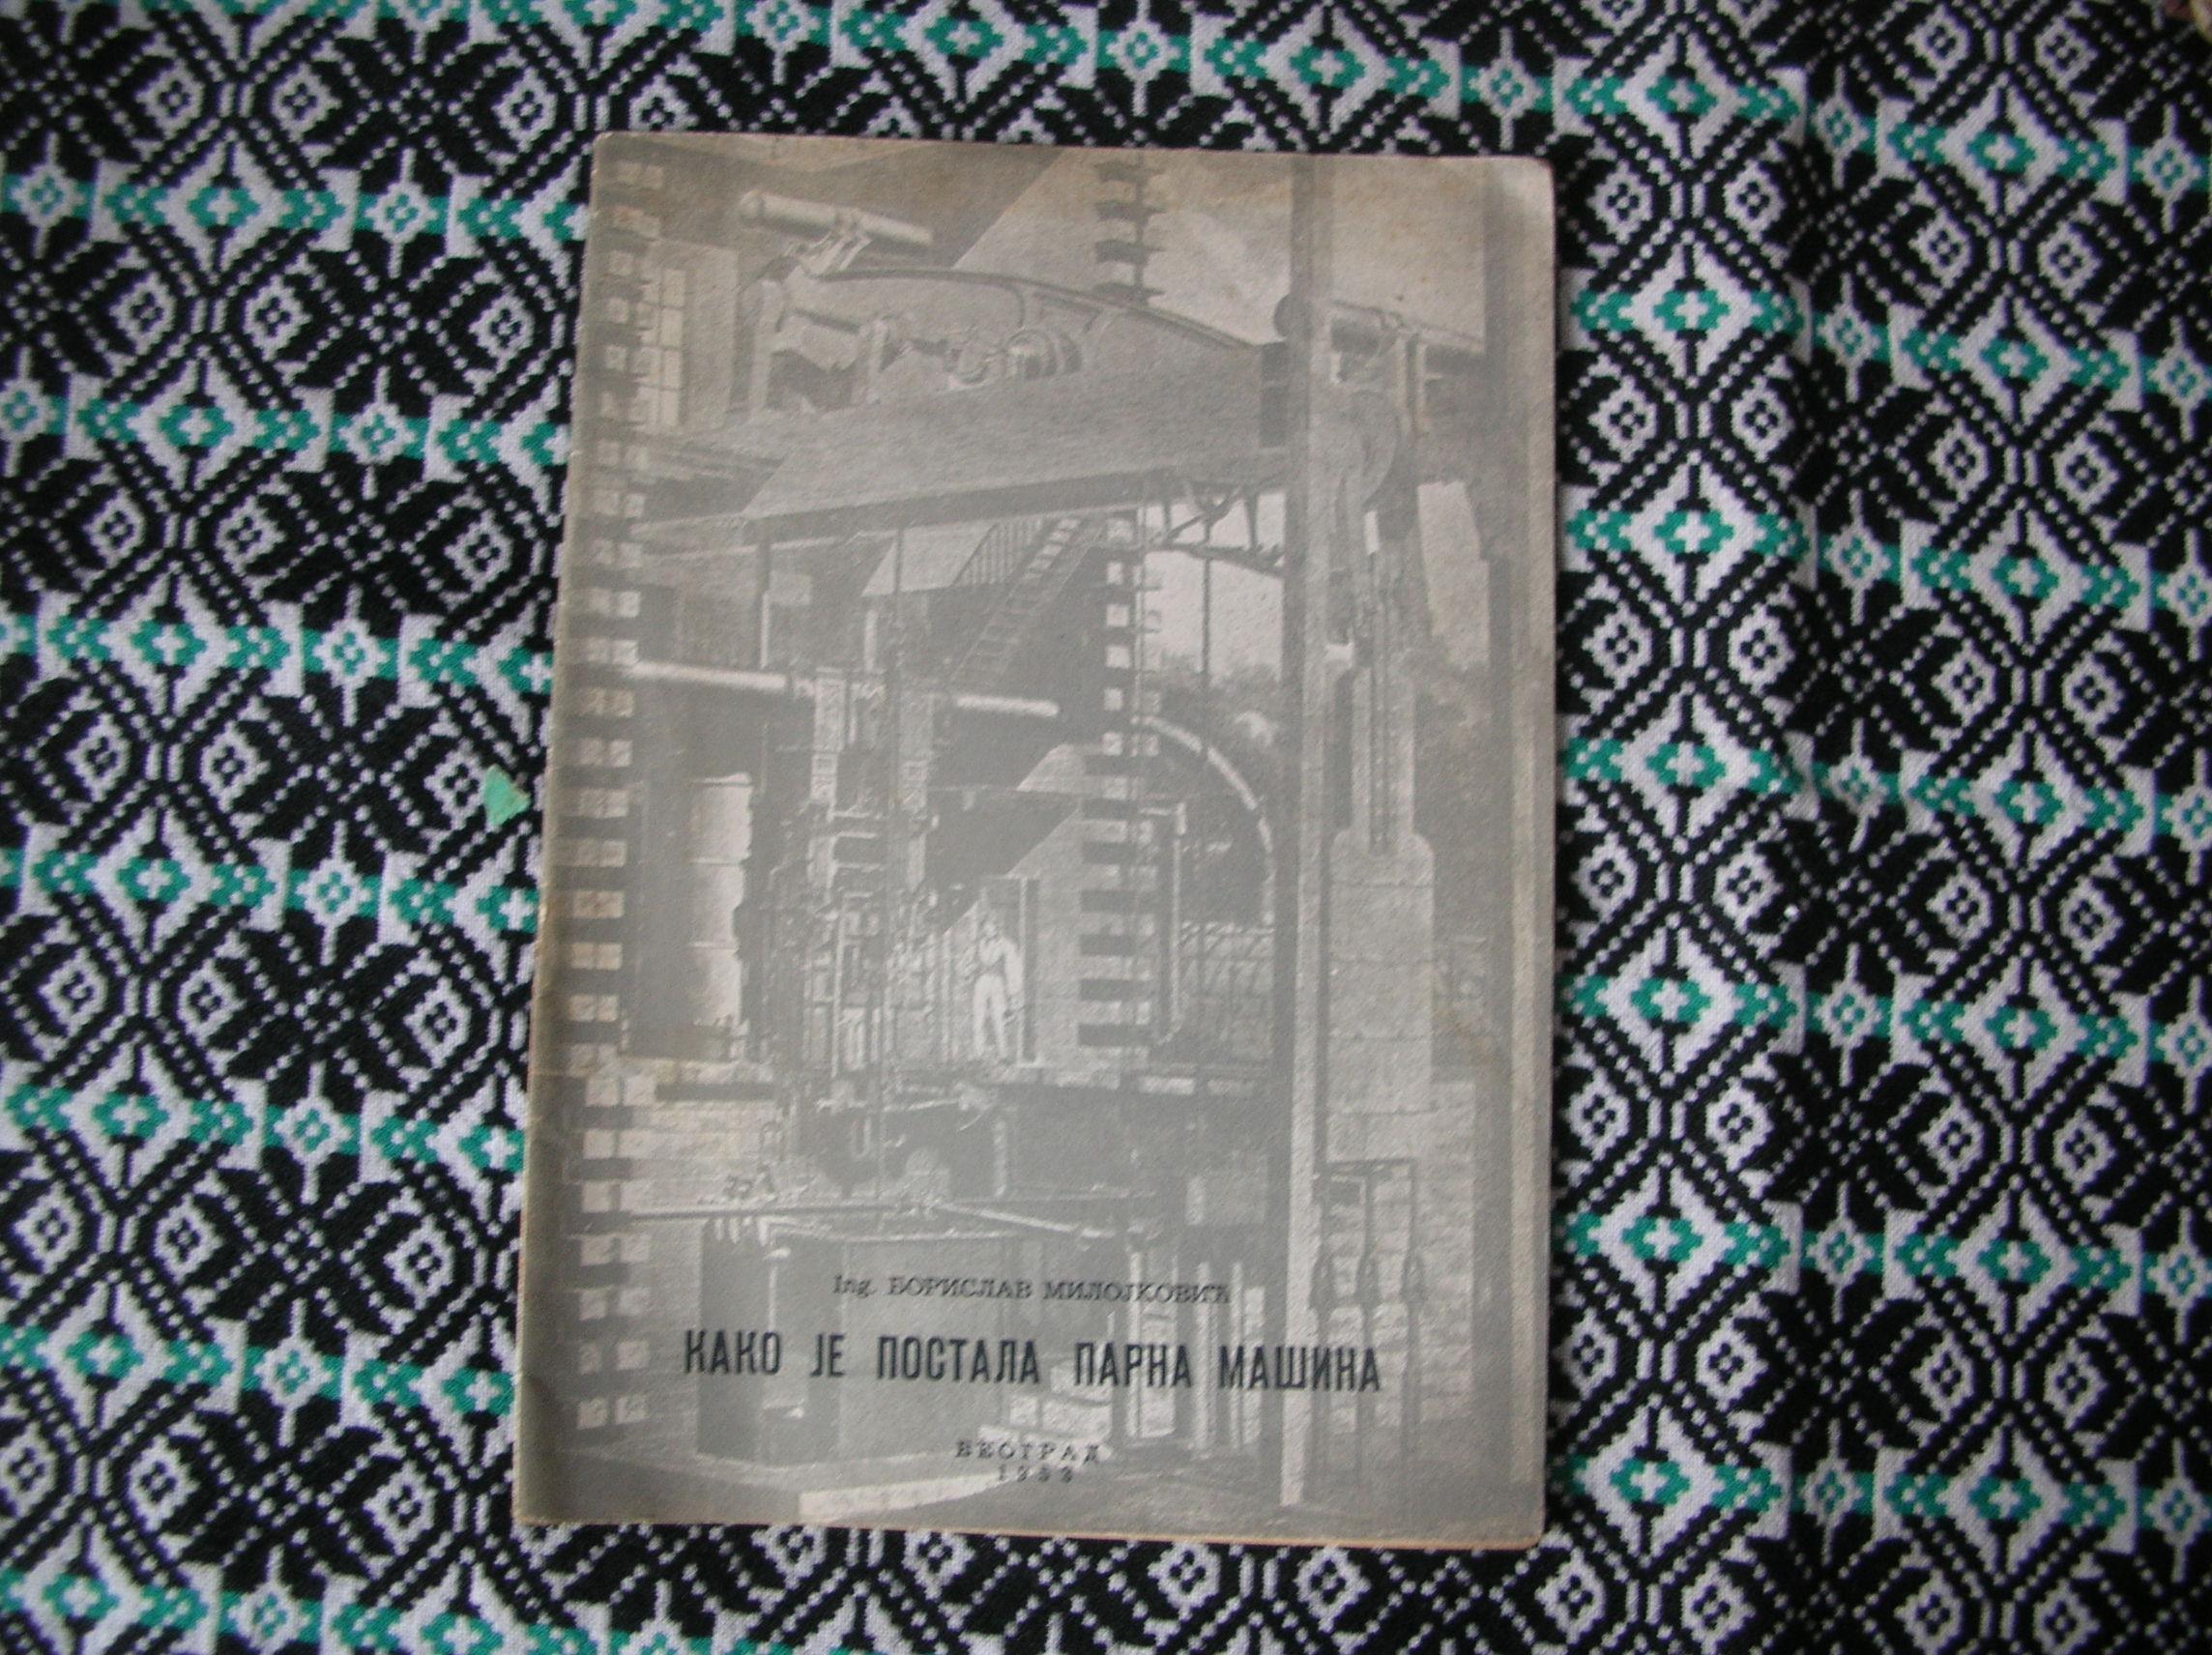 Ing. БОРИСЛАВ МИЛОЈКОВИЋ
КАКО ЈЕ ПОСТАЛА ПАРНА МАШИНА
БЕОГРАД